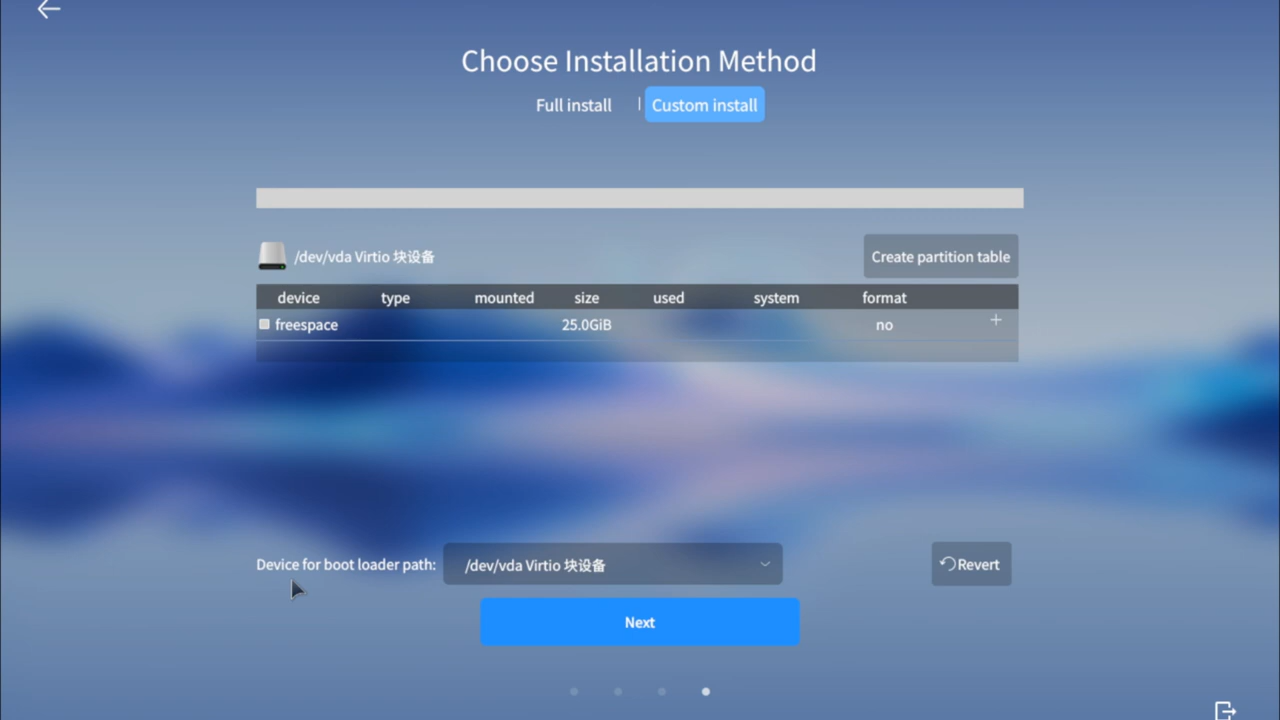 Choose Installation Method
Full install | Custom install
/dev/vda Virtio 块设备 Create partition table
device type mounted size used system format
freespace 25.0GiB no +
Device for boot loader path: /dev/vda Virtio 块设备 Revert
Next